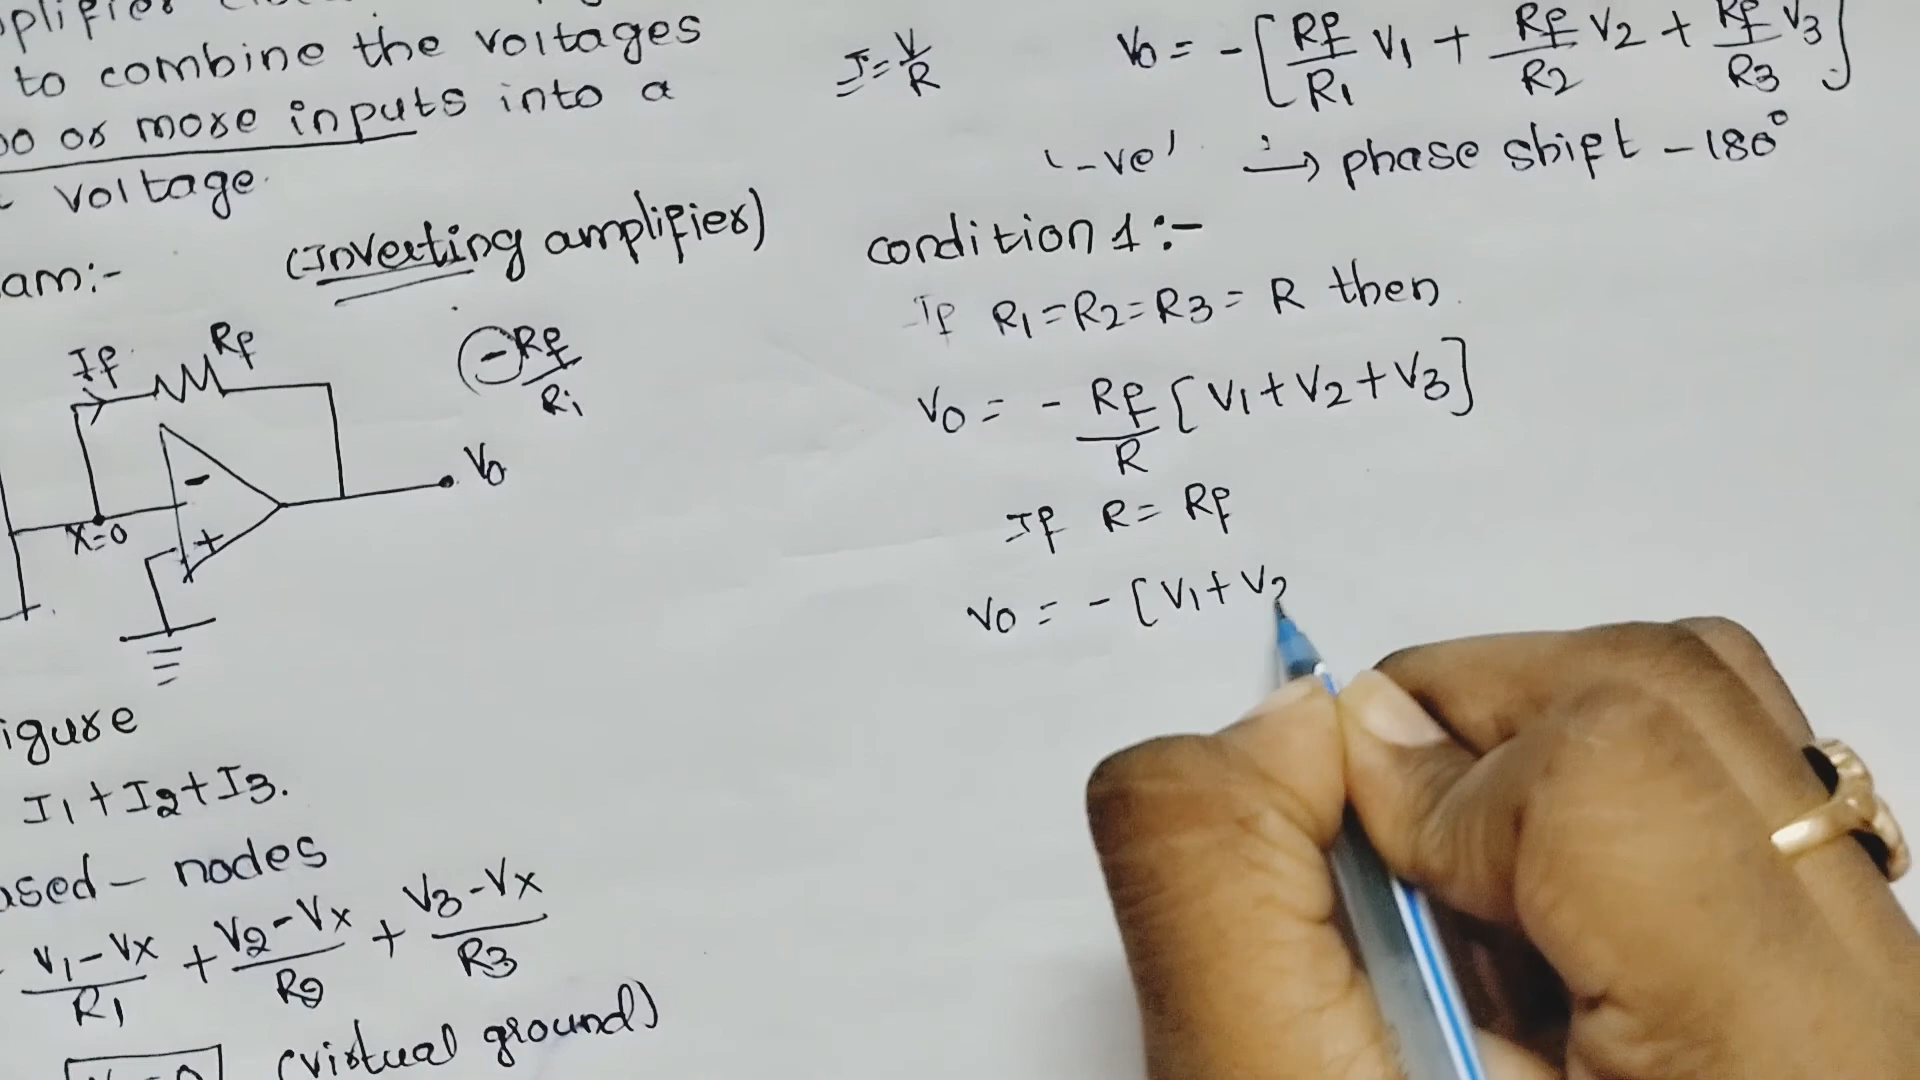 to combine the voltages
or more inputs into a
voltage.
am:- (Inverting amplifier)
If Rf
-Rf/Ri
Vo
X=0
-
+
igure
I1+I2+I3.
nodes
V1-Vx/R1 + V2-Vx/R2 + V3-Vx/R3
(virtual ground)
I=V/R
Vo = -[Rf/R1 V1 + Rf/R2 V2 + Rf/R3 V3]
'-ve' → phase shift - 180°
condition 1:-
If R1=R2=R3=R then
Vo = -Rf/R [V1+V2+V3]
If R=Rf
Vo = -[V1+V2